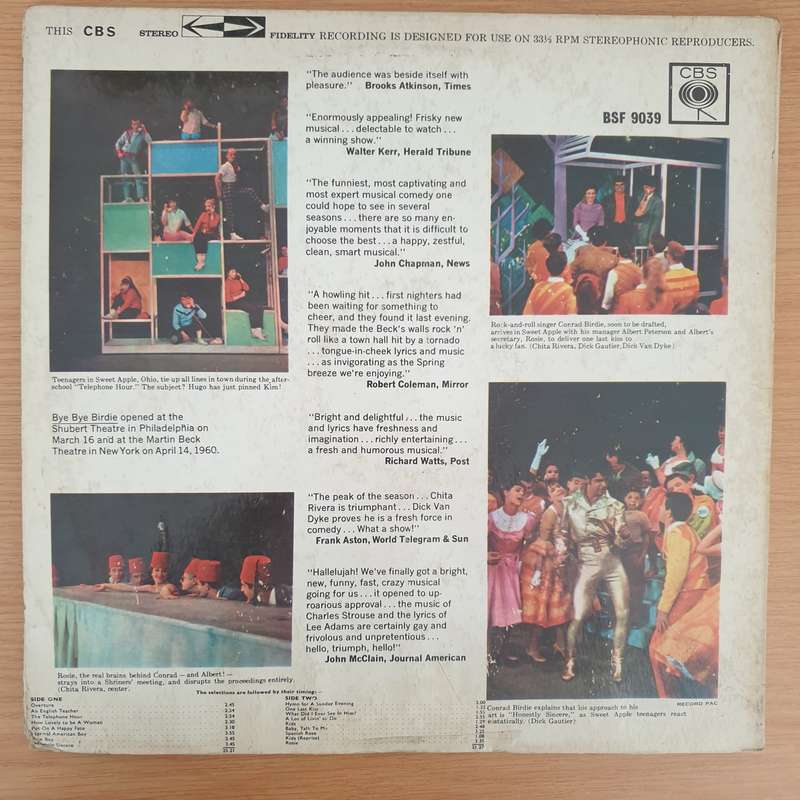 THIS CBS STEREO FIDELITY RECORDING IS DESIGNED FOR USE ON 33⅓ RPM STEREOPHONIC REPRODUCERS.
CBS
BSF 9039
"The audience was beside itself with
pleasure." Brooks Atkinson, Times
"Enormously appealing! Frisky new
musical . . . delectable to watch . . .
a winning show."
Walter Kerr, Herald Tribune
"The funniest, most captivating and
most expert musical comedy one
could hope to see in several
seasons . . . there are so many en-
joyable moments that it is difficult to
choose the best . . . a happy, zestful,
clean, smart musical."
John Chapman, News
"A howling hit . . . first nighters had
been waiting for something to
cheer, and they found it last evening.
They made the Beck's walls rock 'n'
roll like a town hall hit by a tornado
. . . tongue-in-cheek lyrics and music
. . . as invigorating as the Spring
breeze we're enjoying."
Robert Coleman, Mirror
"Bright and delightful . . . the music
and lyrics have freshness and
imagination . . . richly entertaining . . .
a fresh and humorous musical."
Richard Watts, Post
"The peak of the season . . . Chita
Rivera is triumphant . . . Dick Van
Dyke proves he is a fresh force in
comedy . . . What a show!"
Frank Aston, World Telegram & Sun
"Hallelujah! We've finally got a bright,
new, funny, fast, crazy musical
going for us . . . it opened to up-
roarious approval . . . the music of
Charles Strouse and the lyrics of
Lee Adams are certainly gay and
frivolous and unpretentious . . .
hello, triumph, hello!"
John McClain, Journal American
Teenagers in Sweet Apple, Ohio, tie up all lines in town during the after-
school "Telephone Hour." The subject? Hugo has just pinned Kim!
Bye Bye Birdie opened at the
Shubert Theatre in Philadelphia on
March 16 and at the Martin Beck
Theatre in New York on April 14, 1960.
Rosie, the real brains behind Conrad — and Albert! —
strays into a Shriners' meeting, and disrupts the proceedings entirely.
(Chita Rivera, center).
Rock-and-roll singer Conrad Birdie, soon to be drafted,
arrives in Sweet Apple with his manager Albert Peterson and Albert's
secretary, Rosie, to deliver one last kiss to
a lucky fan. (Chita Rivera, Dick Gautier, Dick Van Dyke)
RECORD PAC
Conrad Birdie explains that his approach to his
art is "Honestly Sincere," as Sweet Apple teenagers react
(Dick Gautier)
The selections are followed by their timing:—
SIDE ONE
Overture 2.45
An English Teacher 2.24
The Telephone Hour
How Lovely to be A Woman
Put On A Happy Face
Normal American Boy
SIDE TWO
Hymn for A Sunday Evening
One Last Kiss
What Did I Ever See In Him?
A Lot of Livin' to Do
Kids
Baby, Talk To Me
Spanish Rose
Kids (Reprise)
Rosie